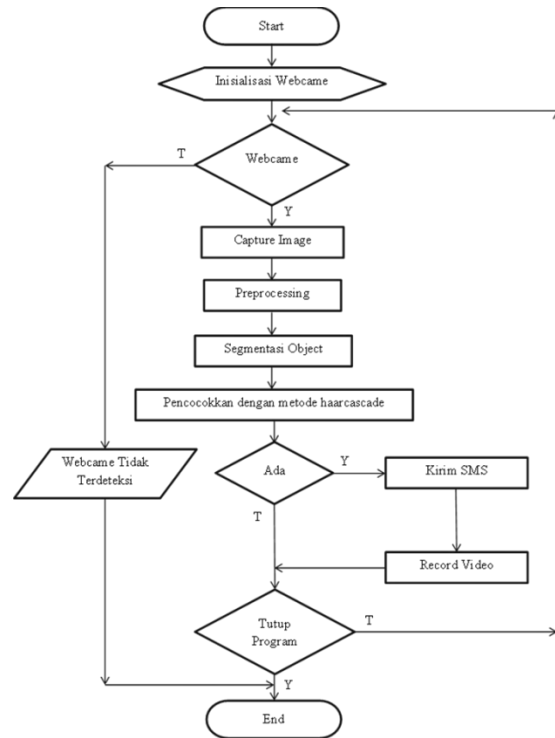 Start
Inisialisasi Webcame
Webcame
T
Y
Capture Image
Preprocessing
Segmentasi Object
Pencocokkan dengan metode haarcascade
Ada
Y
Kirim SMS
Webcame Tidak
Terdeteksi
T
Record Video
Tutup
Program
T
Y
End